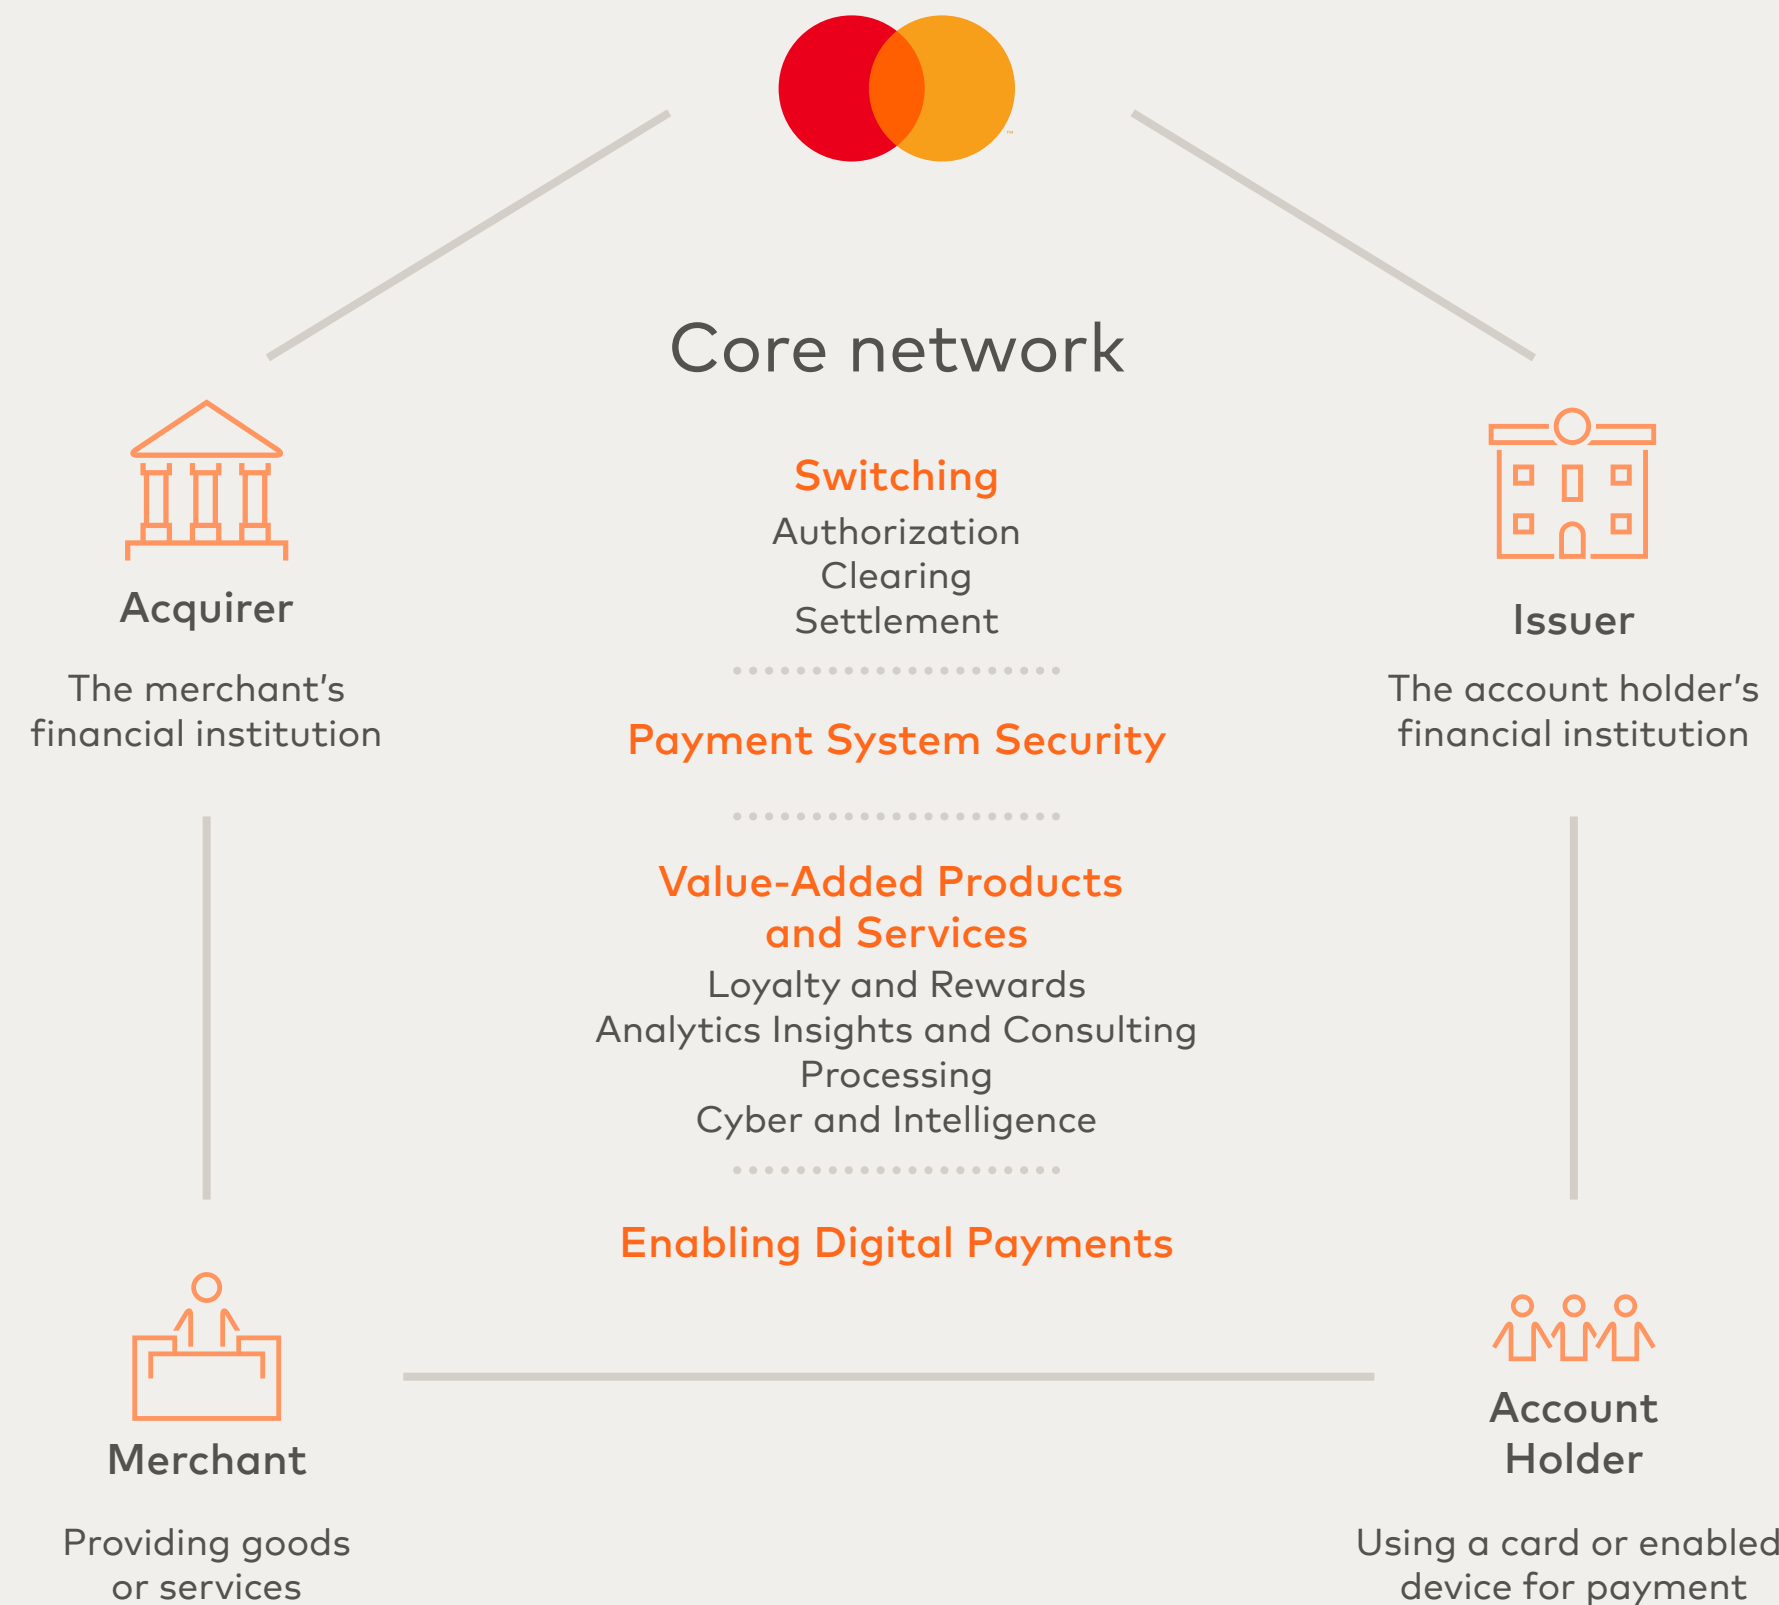 ™
Core network
Switching
Authorization
Clearing
Settlement
Payment System Security
Value-Added Products
and Services
Loyalty and Rewards
Analytics Insights and Consulting
Processing
Cyber and Intelligence
Enabling Digital Payments
Acquirer
The merchant’s
financial institution
Issuer
The account holder’s
financial institution
Merchant
Providing goods
or services
Account
Holder
Using a card or enabled
device for payment